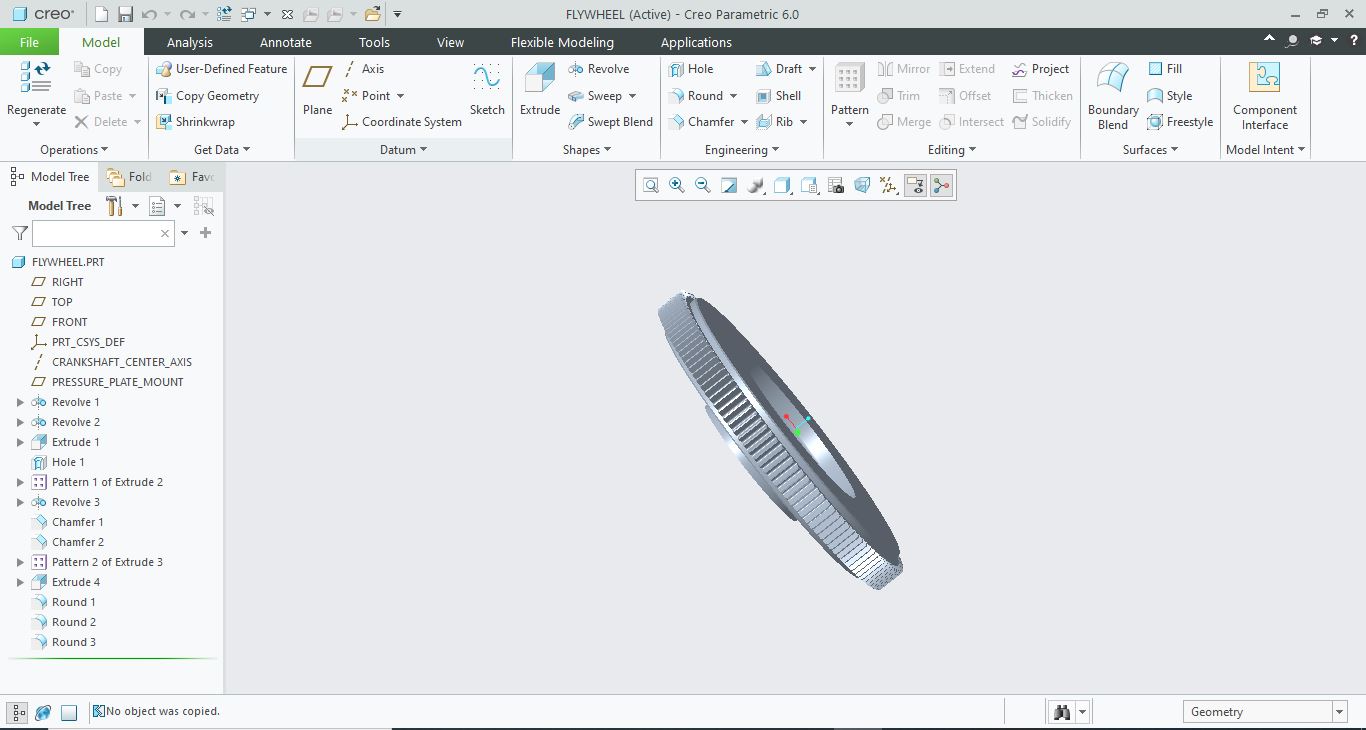 creo° FLYWHEEL (Active) - Creo Parametric 6.0
File Model Analysis Annotate Tools View Flexible Modeling Applications ?
Regenerate
Copy
Paste
Delete
Operations
User-Defined Feature
Copy Geometry
Shrinkwrap
Get Data
Plane
Axis
Point
Coordinate System
Sketch
Datum
Extrude
Revolve
Sweep
Swept Blend
Shapes
Hole Draft
Round Shell
Chamfer Rib
Engineering
Pattern
Mirror Extend Project
Trim Offset Thicken
Merge Intersect Solidify
Editing
Boundary
Blend
Fill
Style
Freestyle
Surfaces
Component
Interface
Model Intent
Model Tree Fold Favo
Model Tree
FLYWHEEL.PRT
RIGHT
TOP
FRONT
PRT_CSYS_DEF
CRANKSHAFT_CENTER_AXIS
PRESSURE_PLATE_MOUNT
Revolve 1
Revolve 2
Extrude 1
Hole 1
Pattern 1 of Extrude 2
Revolve 3
Chamfer 1
Chamfer 2
Pattern 2 of Extrude 3
Extrude 4
Round 1
Round 2
Round 3
No object was copied.
Geometry